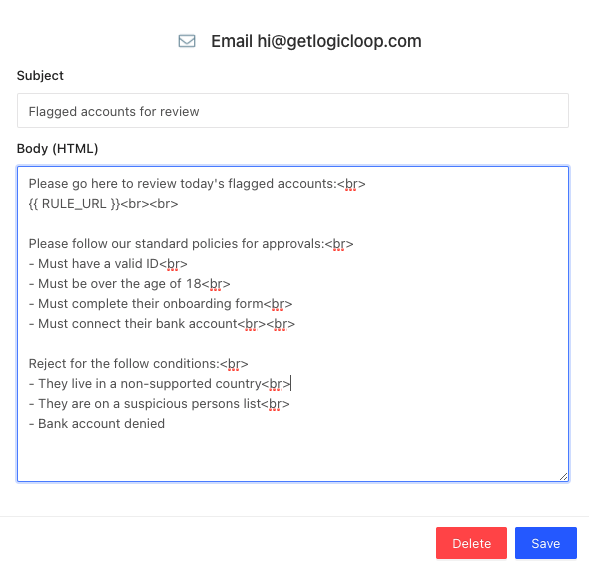 Email hi@getlogicloop.com
Subject
Flagged accounts for review
Body (HTML)
Please go here to review today's flagged accounts:<br>
{{ RULE_URL }}<br><br>
Please follow our standard policies for approvals:<br>
- Must have a valid ID<br>
- Must be over the age of 18<br>
- Must complete their onboarding form<br>
- Must connect their bank account<br><br>
Reject for the follow conditions:<br>
- They live in a non-supported country<br>
- They are on a suspicious persons list<br>
- Bank account denied
Delete Save